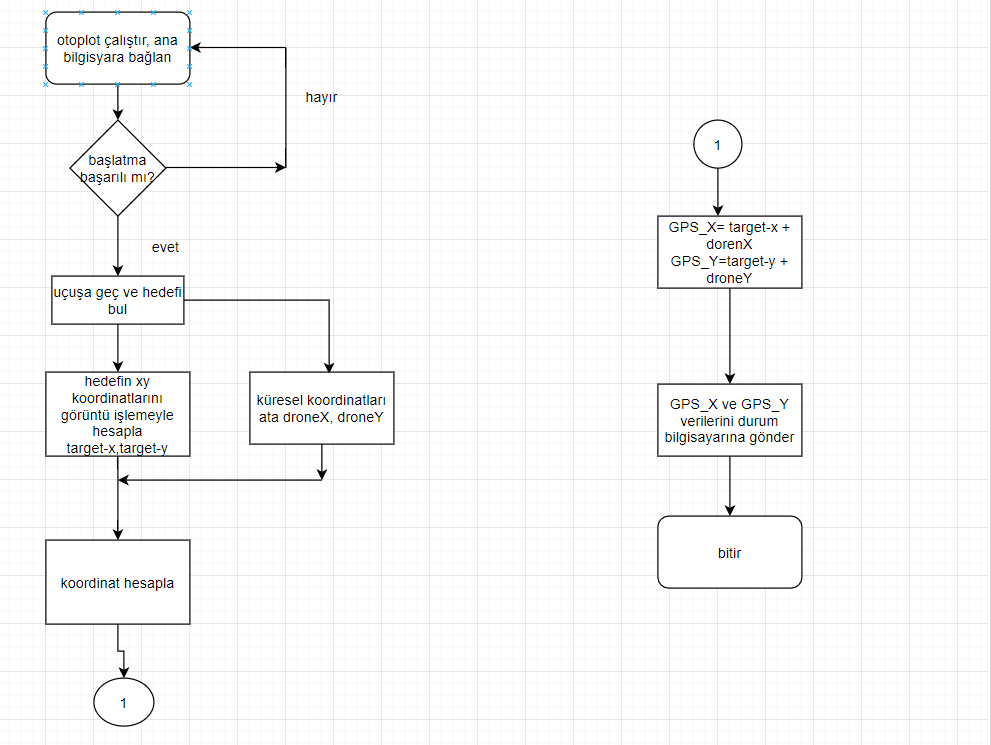 otoplot çalıştır, ana
bilgisyara bağlan
hayır
başlatma
başarılı mı?
evet
uçuşa geç ve hedefi
bul
hedefin xy
koordinatlarını
görüntü işlemeyle
hesapla
target-x,target-y
küresel koordinatları
ata droneX, droneY
koordinat hesapla
1
1
GPS_X= target-x +
dorenX
GPS_Y=target-y +
droneY
GPS_X ve GPS_Y
verilerini durum
bilgisayarına gönder
bitir